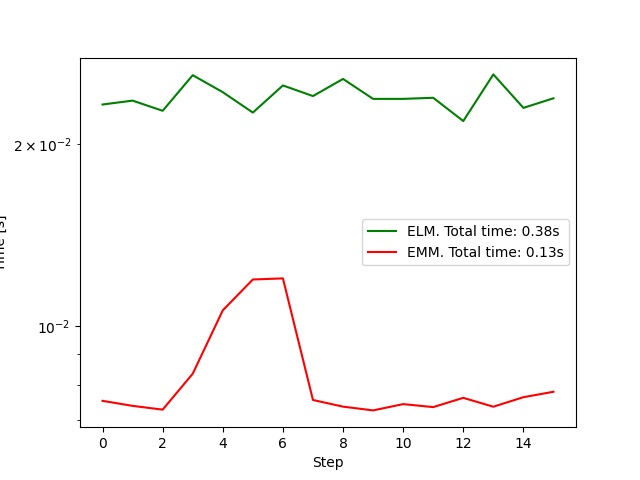 2 × 10⁻²
10⁻²
Time [s]
ELM. Total time: 0.38s
EMM. Total time: 0.13s
0 2 4 6 8 10 12 14
Step